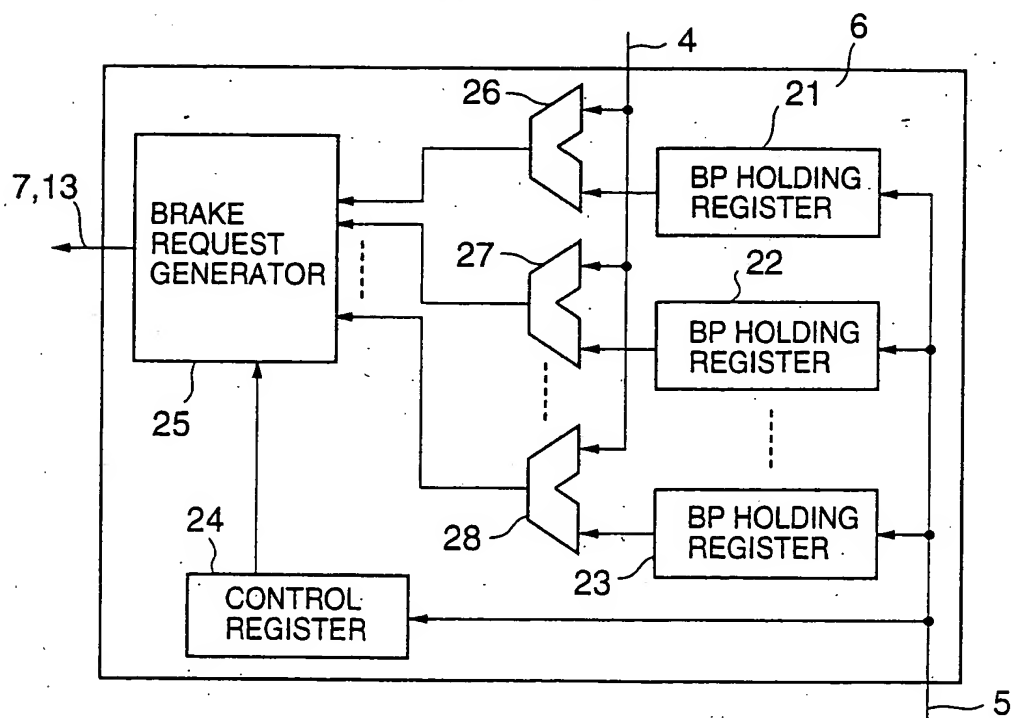 4
6
26
21
BP HOLDING
REGISTER
7,13
BRAKE
REQUEST
GENERATOR
27
22
BP HOLDING
REGISTER
25
24
28
BP HOLDING
REGISTER
23
CONTROL
REGISTER
5